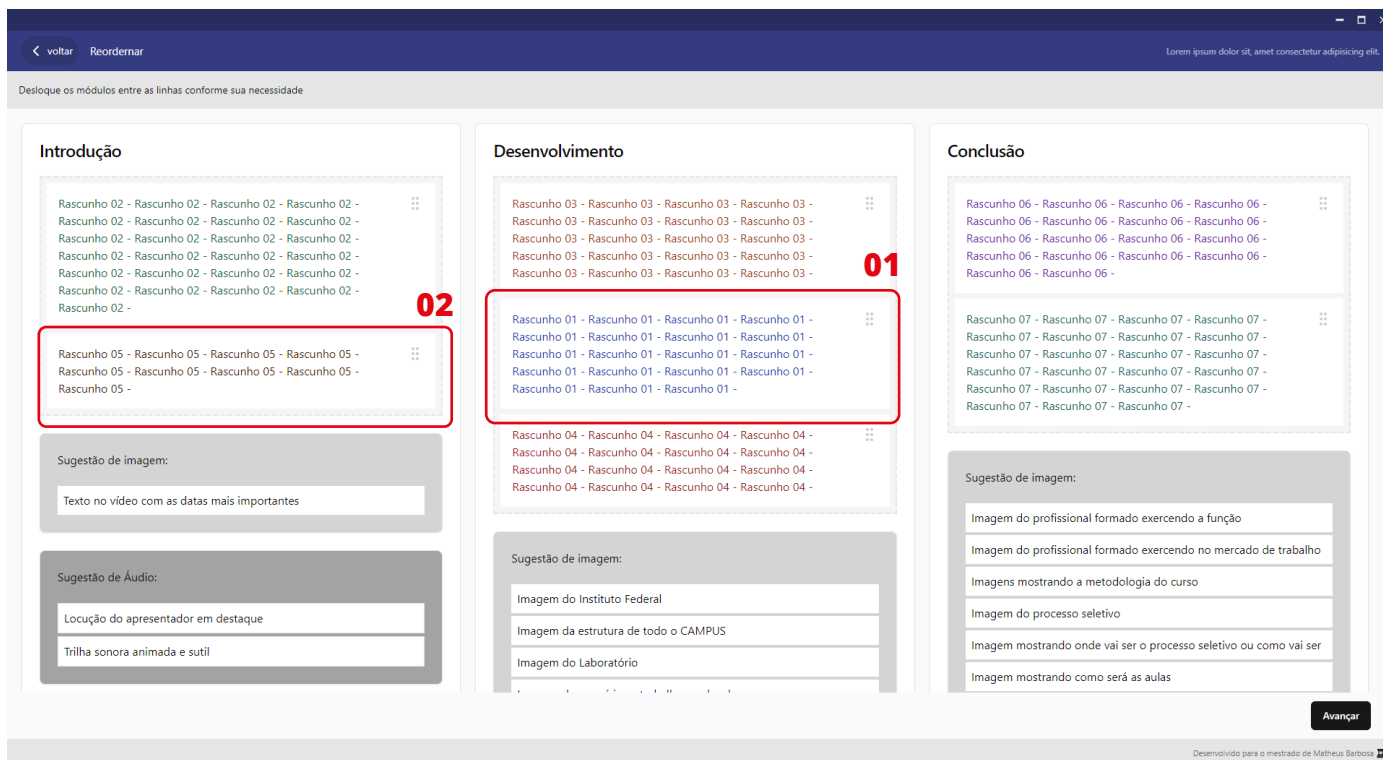 voltar Reordernar
Lorem ipsum dolor sit, amet consectetur adipisicing elit.
Desloque os módulos entre as linhas conforme sua necessidade
Introdução
Rascunho 02 - Rascunho 02 - Rascunho 02 - Rascunho 02 -
Rascunho 02 - Rascunho 02 - Rascunho 02 - Rascunho 02 -
Rascunho 02 - Rascunho 02 - Rascunho 02 - Rascunho 02 -
Rascunho 02 - Rascunho 02 - Rascunho 02 - Rascunho 02 -
Rascunho 02 - Rascunho 02 - Rascunho 02 - Rascunho 02 -
Rascunho 02 - Rascunho 02 - Rascunho 02 - Rascunho 02 -
Rascunho 02 -
02
Rascunho 05 - Rascunho 05 - Rascunho 05 - Rascunho 05 -
Rascunho 05 - Rascunho 05 - Rascunho 05 - Rascunho 05 -
Rascunho 05 -
Sugestão de imagem:
Texto no vídeo com as datas mais importantes
Sugestão de Áudio:
Locução do apresentador em destaque
Trilha sonora animada e sutil
Desenvolvimento
Rascunho 03 - Rascunho 03 - Rascunho 03 - Rascunho 03 -
Rascunho 03 - Rascunho 03 - Rascunho 03 - Rascunho 03 -
Rascunho 03 - Rascunho 03 - Rascunho 03 - Rascunho 03 -
Rascunho 03 - Rascunho 03 - Rascunho 03 - Rascunho 03 -
Rascunho 03 - Rascunho 03 - Rascunho 03 - Rascunho 03 -
01
Rascunho 01 - Rascunho 01 - Rascunho 01 - Rascunho 01 -
Rascunho 01 - Rascunho 01 - Rascunho 01 - Rascunho 01 -
Rascunho 01 - Rascunho 01 - Rascunho 01 - Rascunho 01 -
Rascunho 01 - Rascunho 01 - Rascunho 01 - Rascunho 01 -
Rascunho 01 - Rascunho 01 - Rascunho 01 -
Rascunho 04 - Rascunho 04 - Rascunho 04 - Rascunho 04 -
Rascunho 04 - Rascunho 04 - Rascunho 04 - Rascunho 04 -
Rascunho 04 - Rascunho 04 - Rascunho 04 - Rascunho 04 -
Rascunho 04 - Rascunho 04 - Rascunho 04 - Rascunho 04 -
Sugestão de imagem:
Imagem do Instituto Federal
Imagem da estrutura de todo o CAMPUS
Imagem do Laboratório
Conclusão
Rascunho 06 - Rascunho 06 - Rascunho 06 - Rascunho 06 -
Rascunho 06 - Rascunho 06 - Rascunho 06 - Rascunho 06 -
Rascunho 06 - Rascunho 06 - Rascunho 06 - Rascunho 06 -
Rascunho 06 - Rascunho 06 - Rascunho 06 - Rascunho 06 -
Rascunho 06 - Rascunho 06 -
Rascunho 07 - Rascunho 07 - Rascunho 07 - Rascunho 07 -
Rascunho 07 - Rascunho 07 - Rascunho 07 - Rascunho 07 -
Rascunho 07 - Rascunho 07 - Rascunho 07 - Rascunho 07 -
Rascunho 07 - Rascunho 07 - Rascunho 07 - Rascunho 07 -
Rascunho 07 - Rascunho 07 - Rascunho 07 - Rascunho 07 -
Rascunho 07 - Rascunho 07 - Rascunho 07 -
Sugestão de imagem:
Imagem do profissional formado exercendo a função
Imagem do profissional formado exercendo no mercado de trabalho
Imagens mostrando a metodologia do curso
Imagem do processo seletivo
Imagem mostrando onde vai ser o processo seletivo ou como vai ser
Imagem mostrando como será as aulas
Avançar
Desenvolvido para o mestrado de Matheus Barbosa